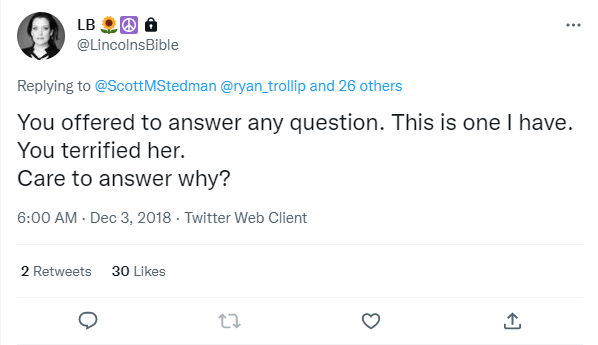 LB 🌻☮️🔒
@LincolnsBible
Replying to @ScottMStedman @ryan_trollip and 26 others
You offered to answer any question. This is one I have.
You terrified her.
Care to answer why?
6:00 AM · Dec 3, 2018 · Twitter Web Client
2 Retweets 30 Likes